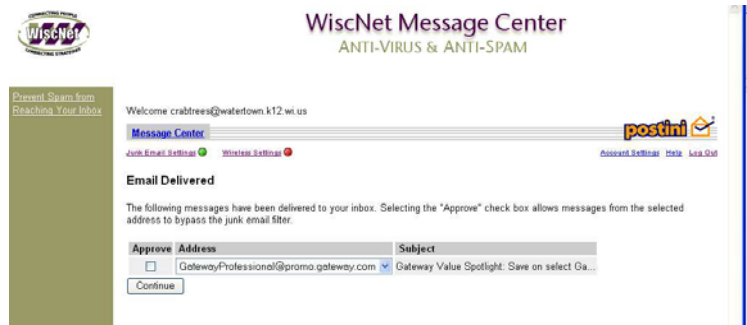 CONNECTING PEOPLE
WiscNet
CONNECTING STRATEGIES
WiscNet Message Center
ANTI-VIRUS & ANTI-SPAM
Prevent Spam from
Reaching Your Inbox
Welcome crabtrees@watertown.k12.wi.us
Message Center
postini
Junk Email Settings Wireless Settings Account Settings Help Log Out
Email Delivered
The following messages have been delivered to your inbox. Selecting the "Approve" check box allows messages from the selected
address to bypass the junk email filter.
Approve Address Subject
GatewayProfessional@promo.gateway.com Gateway Value Spotlight: Save on select Ga...
Continue